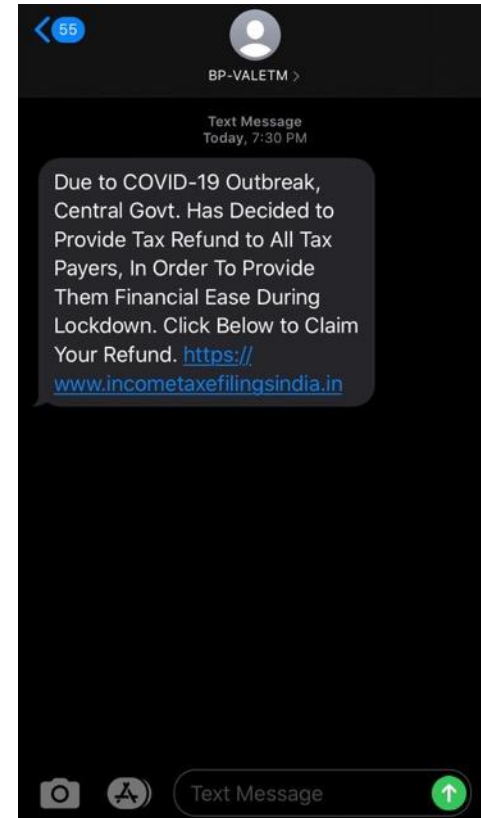 55
BP-VALETM >
Text Message
Today, 7:30 PM
Due to COVID-19 Outbreak,
Central Govt. Has Decided to
Provide Tax Refund to All Tax
Payers, In Order To Provide
Them Financial Ease During
Lockdown. Click Below to Claim
Your Refund. https://
www.incometaxefilingsindia.in
Text Message